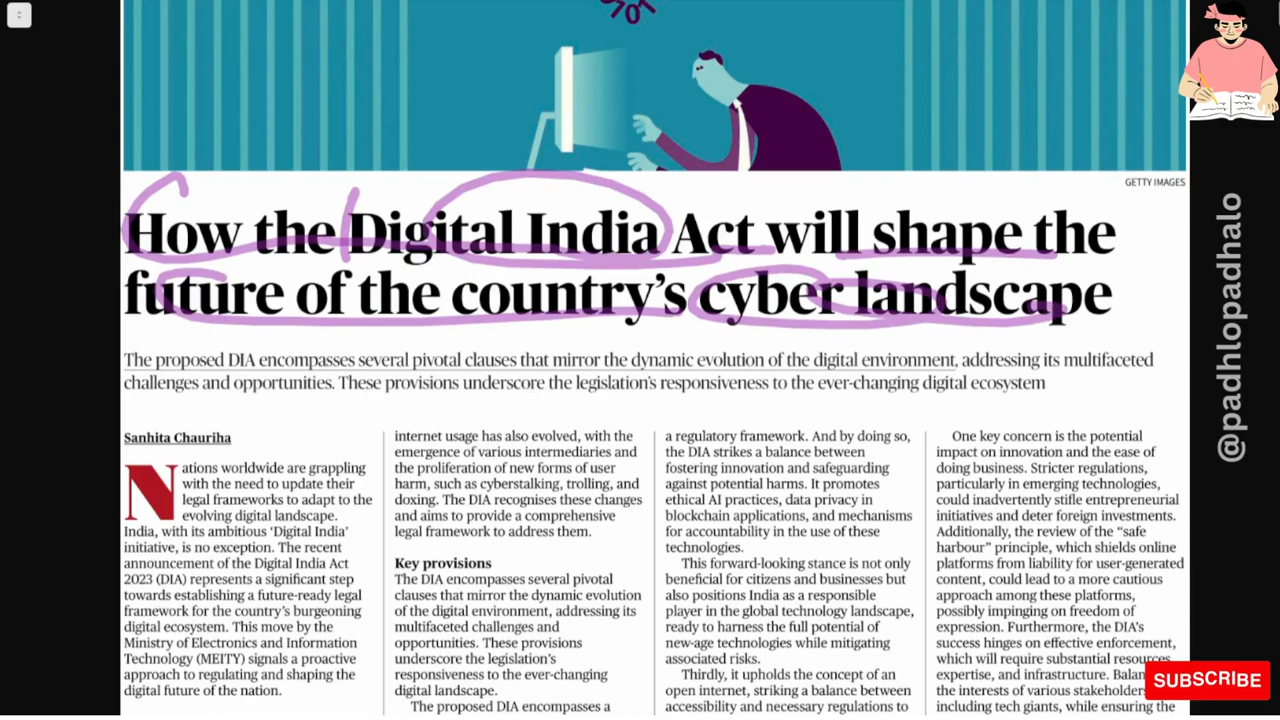 101
GETTY IMAGES
How the Digital India Act will shape the
future of the country's cyber landscape
The proposed DIA encompasses several pivotal clauses that mirror the dynamic evolution of the digital environment, addressing its multifaceted
challenges and opportunities. These provisions underscore the legislation's responsiveness to the ever-changing digital ecosystem
Sanhita Chauriha
Nations worldwide are grappling
with the need to update their
legal frameworks to adapt to the
evolving digital landscape.
India, with its ambitious 'Digital India'
initiative, is no exception. The recent
announcement of the Digital India Act
2023 (DIA) represents a significant step
towards establishing a future-ready legal
framework for the country's burgeoning
digital ecosystem. This move by the
Ministry of Electronics and Information
Technology (MEITY) signals a proactive
approach to regulating and shaping the
digital future of the nation.
internet usage has also evolved, with the
emergence of various intermediaries and
the proliferation of new forms of user
harm, such as cyberstalking, trolling, and
doxing. The DIA recognises these changes
and aims to provide a comprehensive
legal framework to address them.
Key provisions
The DIA encompasses several pivotal
clauses that mirror the dynamic evolution
of the digital environment, addressing its
multifaceted challenges and
opportunities. These provisions
underscore the legislation's
responsiveness to the ever-changing
digital landscape.
The proposed DIA encompasses a
a regulatory framework. And by doing so,
the DIA strikes a balance between
fostering innovation and safeguarding
against potential harms. It promotes
ethical AI practices, data privacy in
blockchain applications, and mechanisms
for accountability in the use of these
technologies.
This forward-looking stance is not only
beneficial for citizens and businesses but
also positions India as a responsible
player in the global technology landscape,
ready to harness the full potential of
new-age technologies while mitigating
associated risks.
Thirdly, it upholds the concept of an
open internet, striking a balance between
accessibility and necessary regulations to
One key concern is the potential
impact on innovation and the ease of
doing business. Stricter regulations,
particularly in emerging technologies,
could inadvertently stifle entrepreneurial
initiatives and deter foreign investments.
Additionally, the review of the "safe
harbour" principle, which shields online
platforms from liability for user-generated
content, could lead to a more cautious
approach among these platforms,
possibly impinging on freedom of
expression. Furthermore, the DIA's
success hinges on effective enforcement,
which will require substantial resources,
expertise, and infrastructure.
the interests of various
including tech giants, while ensuring the
@padhlopadhalo
SUBSCRIBE